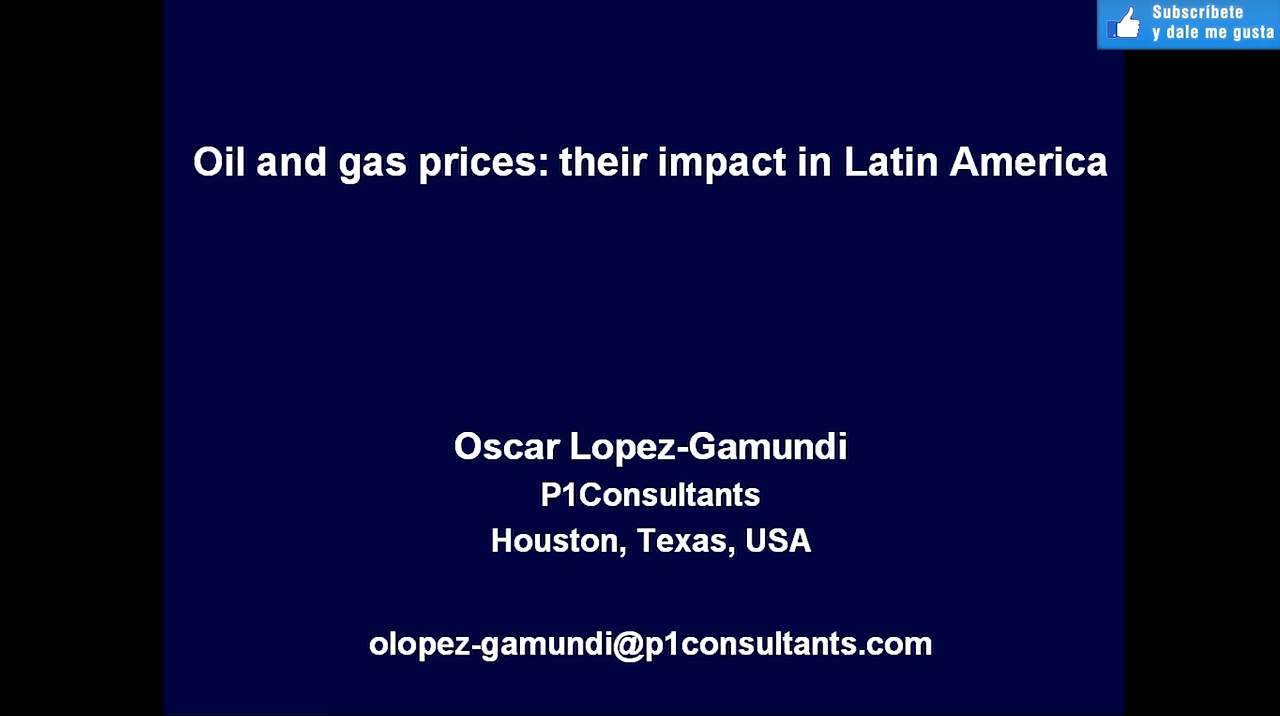 Subscríbete
y dale me gusta
Oil and gas prices: their impact in Latin America
Oscar Lopez-Gamundi
P1Consultants
Houston, Texas, USA
olopez-gamundi@p1consultants.com